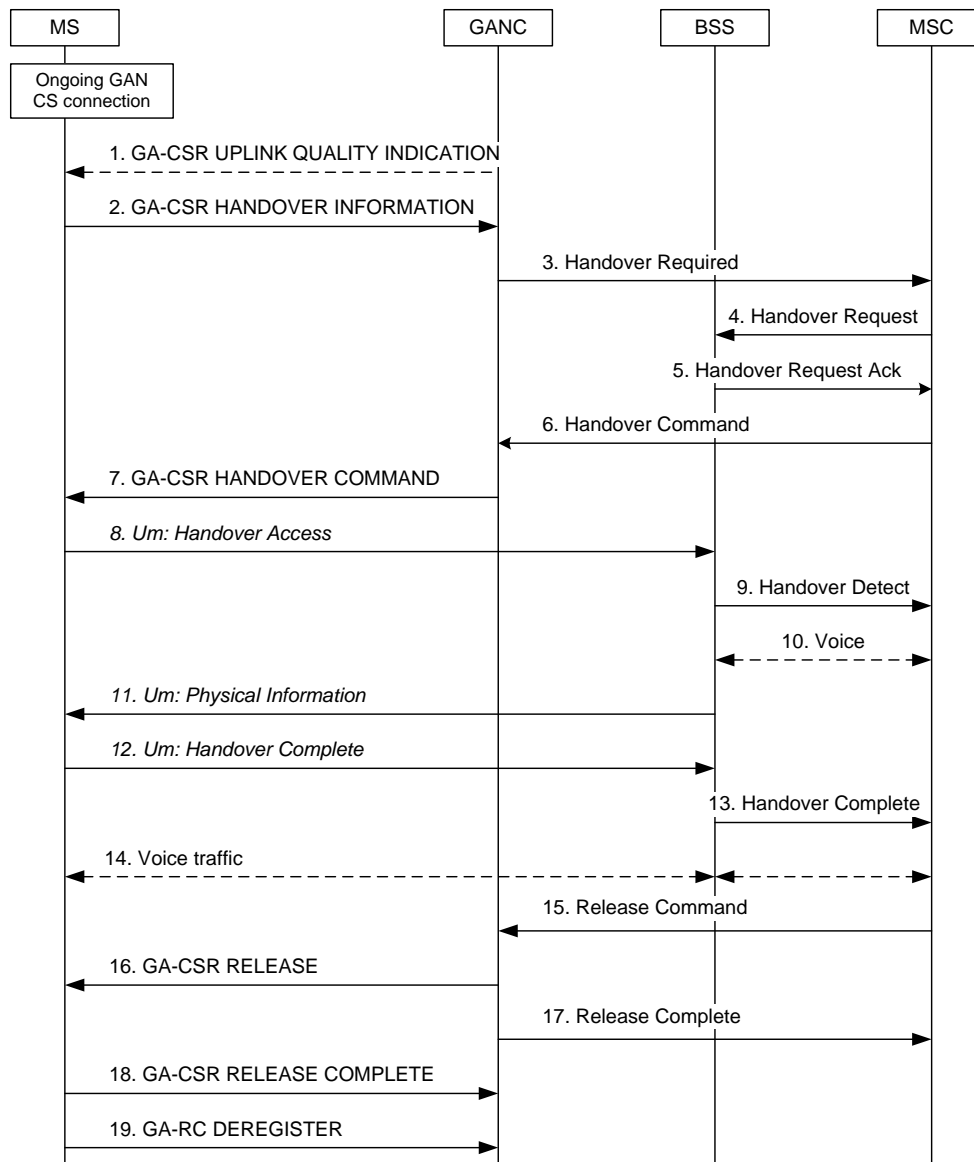 MS
GANC
BSS
MSC
Ongoing GAN
CS connection
1. GA-CSR UPLINK QUALITY INDICATION
2. GA-CSR HANDOVER INFORMATION
3. Handover Required
4. Handover Request
5. Handover Request Ack
6. Handover Command
7. GA-CSR HANDOVER COMMAND
8. Um: Handover Access
9. Handover Detect
10. Voice
11. Um: Physical Information
12. Um: Handover Complete
13. Handover Complete
14. Voice traffic
15. Release Command
16. GA-CSR RELEASE
17. Release Complete
18. GA-CSR RELEASE COMPLETE
19. GA-RC DEREGISTER